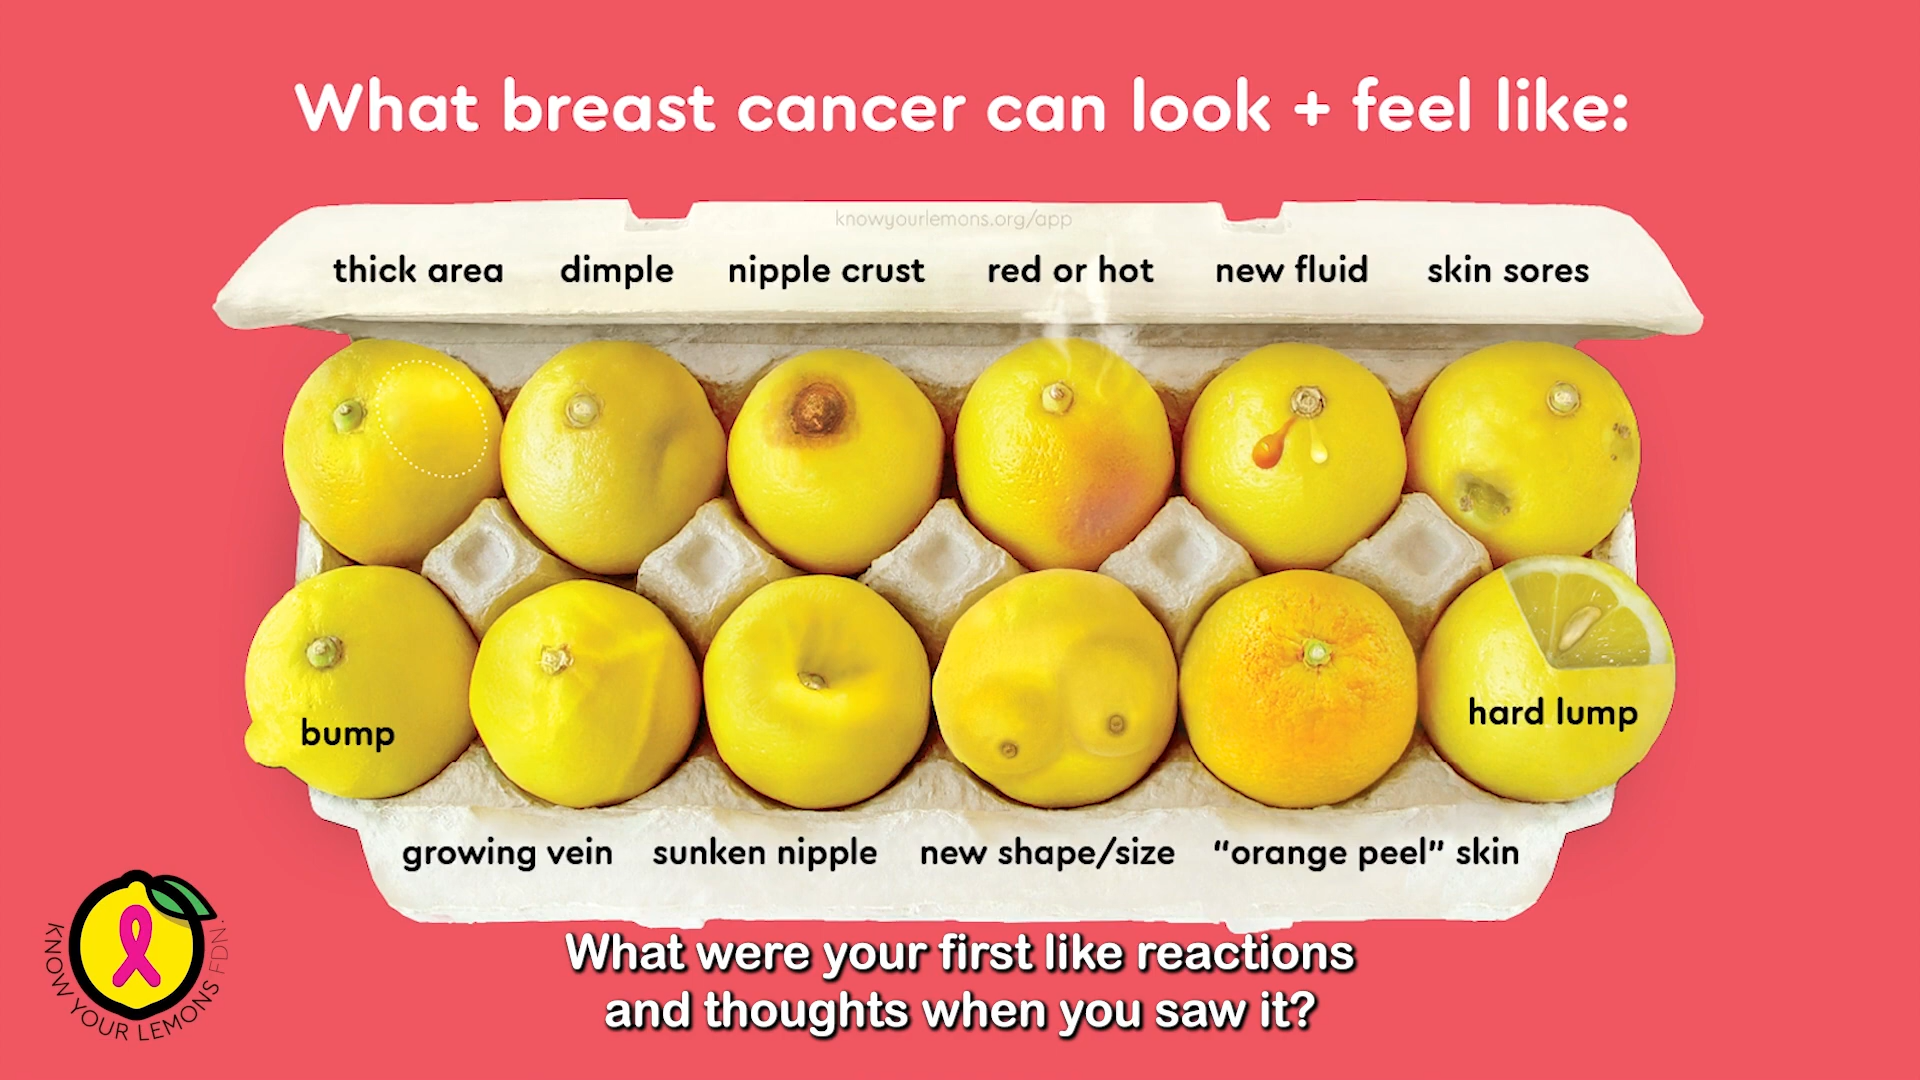 What breast cancer can look + feel like:
knowyourlemons.org/app
thick area dimple nipple crust red or hot new fluid skin sores
bump
hard lump
growing vein sunken nipple new shape/size “orange peel” skin
KNOW YOUR LEMONS FDN.
What were your first like reactions
and thoughts when you saw it?